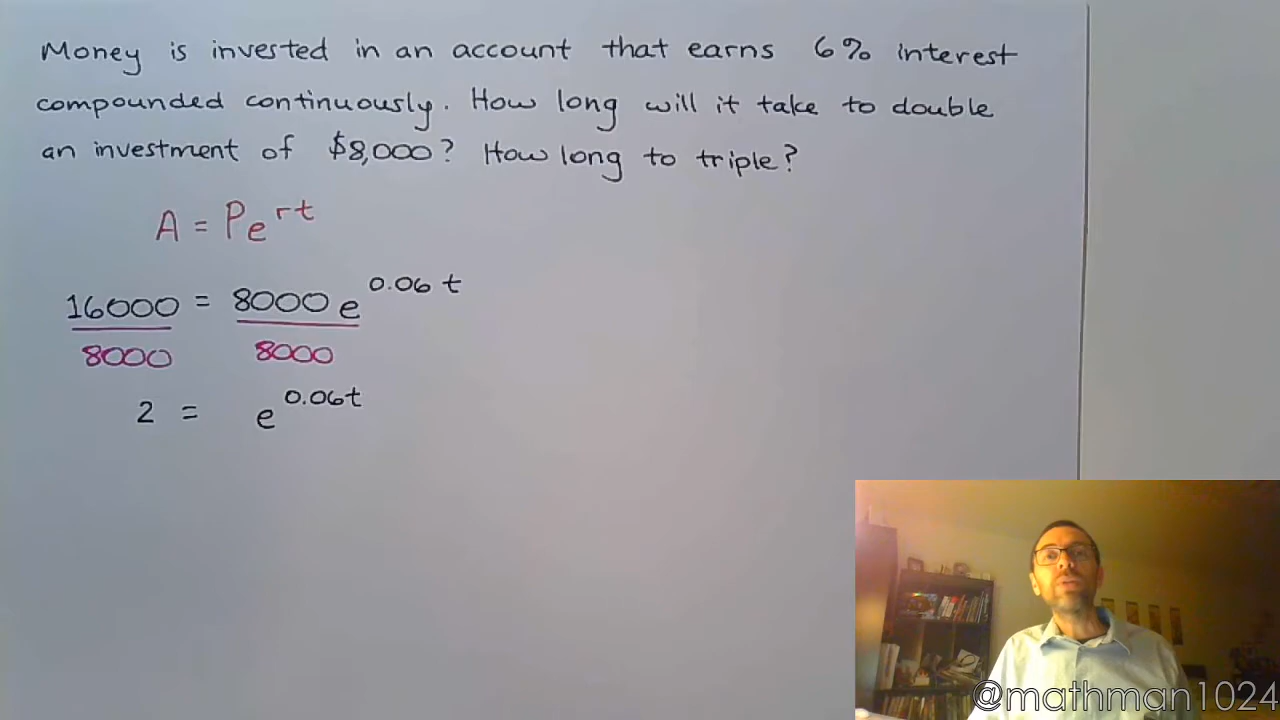 Money is invested in an account that earns 6% interest
compounded continuously. How long will it take to double
an investment of $8,000? How long to triple?
A = Pe^rt
16000 = 8000 e^0.06 t
8000 8000
2 = e^0.06t
@mathman1024